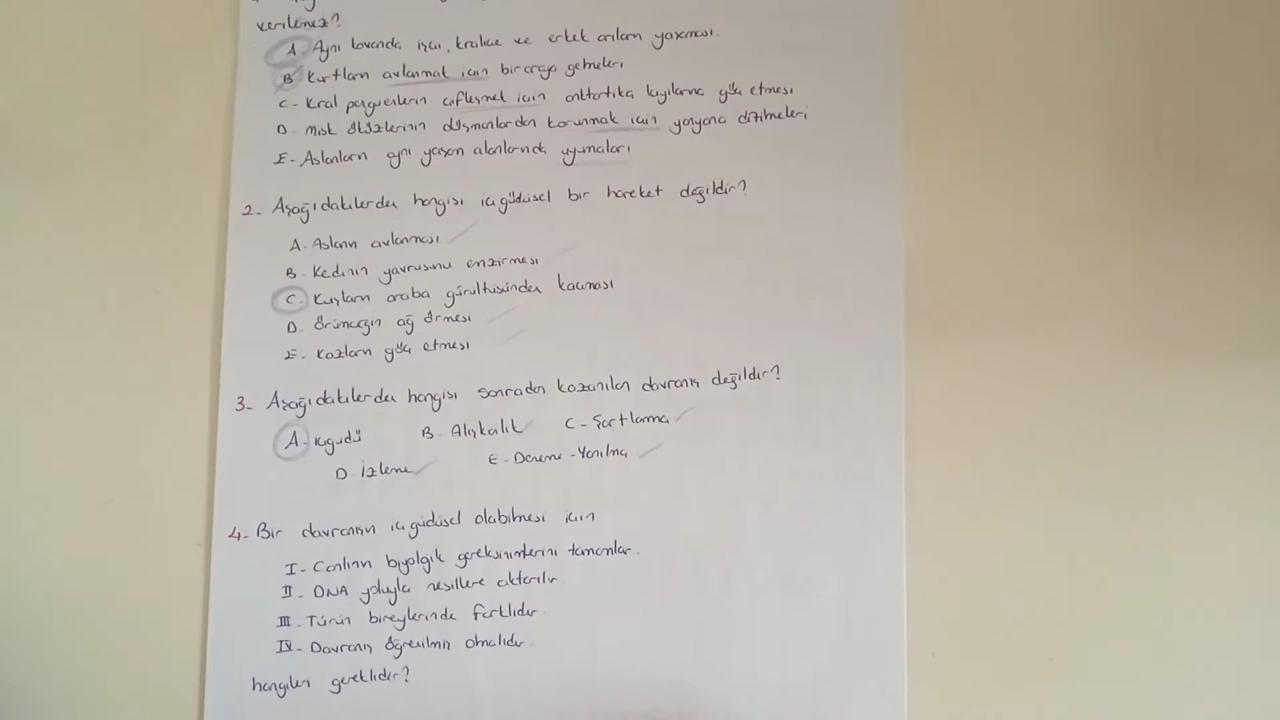 verilemez?
A - Aynı kovanda işçi, kraliçe ve erkek arıların yaşaması.
B - Kurtların avlanmak için bir araya gelmeleri
C - Kral penguenlerin çiftleşmek için antartika kıyılarına göç etmesi
D. Misk öküzlerinin düşmanlardan korunmak için yanyana dizilmeleri
E - Aslanların aynı yaşam alanlarında uyumaları
2 - Aşağıdakilerden hangisi içgüdüsel bir hareket değildir?
A. Aslanın avlanması
B. Kedinin yavrusunu emzirmesi
C. Kuşların araba gürültüsünden kaçması
D. Örümceğin ağ örmesi
E. Kazların göç etmesi
3 - Aşağıdakilerden hangisi sonradan kazanılan davranış değildir?
A - İçgüdü B. Alışkanlık C - Şartlanma
D. İzleme E - Deneme - Yanılma
4 - Bir davranışın içgüdüsel olabilmesi için
I - Canlının biyolojik gereksinimlerini tamamlar.
II - DNA yoluyla nesillere aktarılır
III - Türün bireylerinde farklıdır
IV - Davranış öğrenilmiş olmalıdır.
hangileri gereklidir?